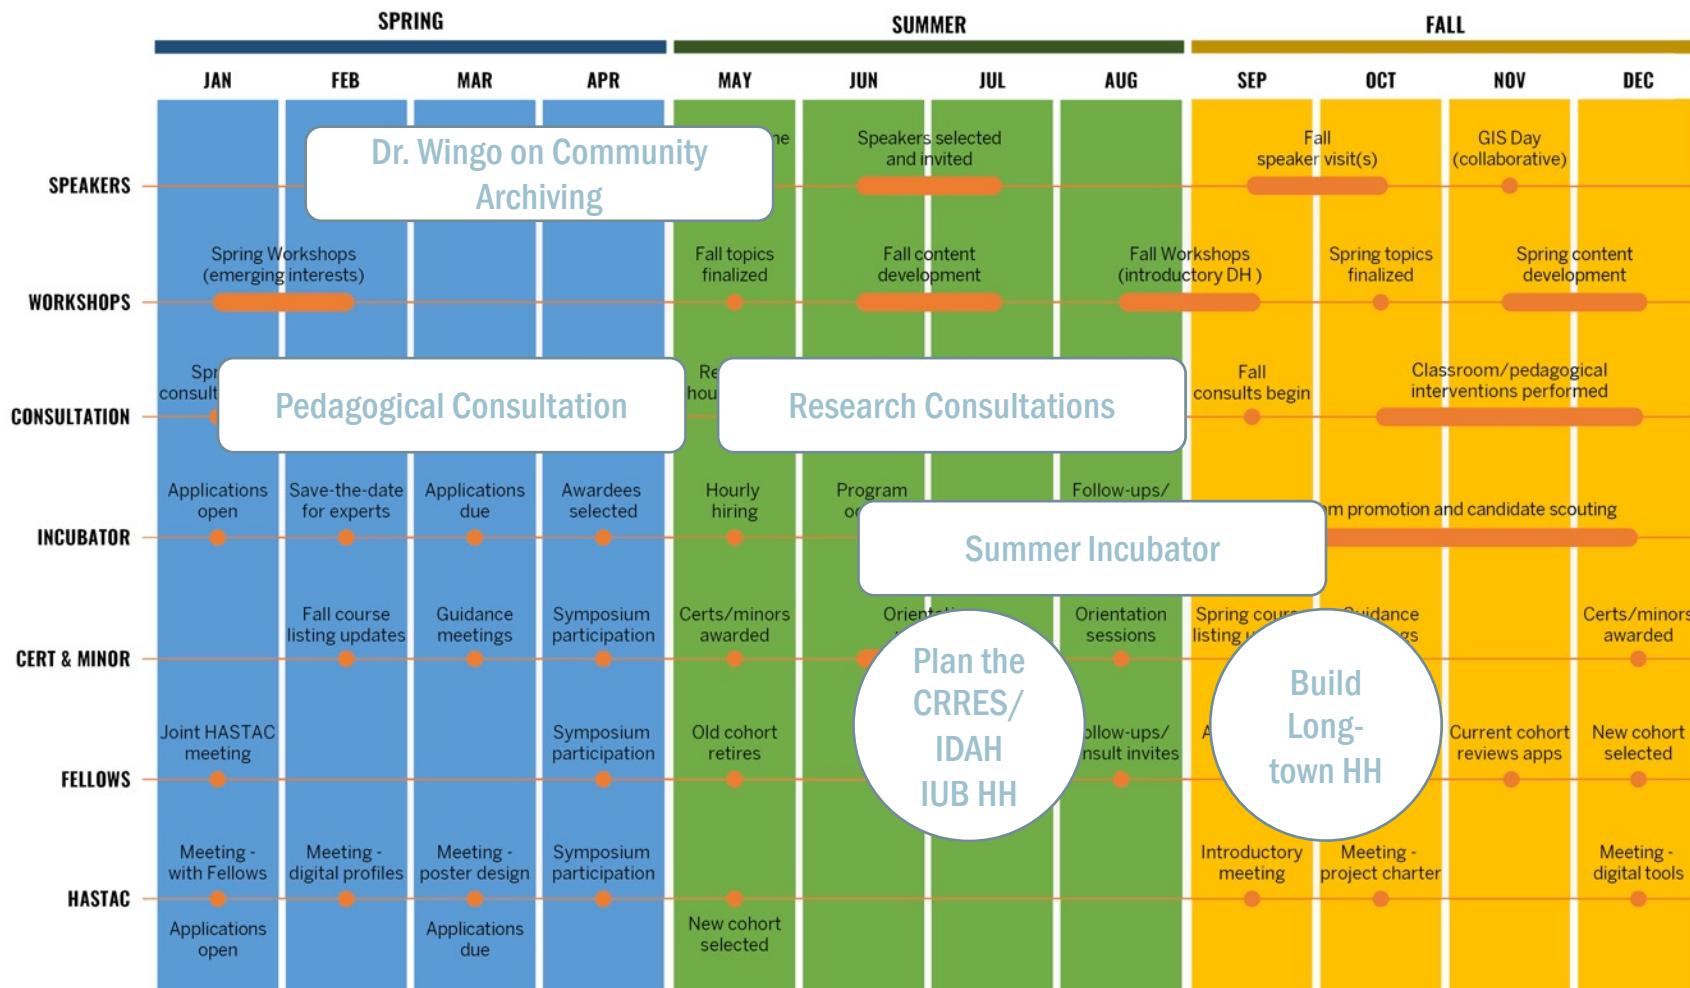 SPRING
SUMMER
FALL
JAN
FEB
MAR
APR
MAY
JUN
JUL
AUG
SEP
OCT
NOV
DEC
SPEAKERS
Dr. Wingo on Community
Archiving
Speakers selected
and invited
Fall
speaker visit(s)
GIS Day
(collaborative)
WORKSHOPS
Spring Workshops
(emerging interests)
Fall topics
finalized
Fall content
development
Fall Workshops
(introductory DH )
Spring topics
finalized
Spring content
development
CONSULTATION
Pedagogical Consultation
Research Consultations
Fall
consults begin
Classroom/pedagogical
interventions performed
INCUBATOR
Applications
open
Save-the-date
for experts
Applications
due
Awardees
selected
Hourly
hiring
Program
Follow-ups/
Summer Incubator
promotion and candidate scouting
CERT & MINOR
Fall course
listing updates
Guidance
meetings
Symposium
participation
Certs/minors
awarded
Orientation
sessions
Spring
listing
Certs/minors
awarded
Plan the
CRRES/
IDAH
IUB HH
Build
Long-
town HH
FELLOWS
Joint HASTAC
meeting
Symposium
participation
Old cohort
retires
invites
Current cohort
reviews apps
New cohort
selected
HASTAC
Meeting -
with Fellows
Applications
open
Meeting -
digital profiles
Meeting -
poster design
Applications
due
Symposium
participation
New cohort
selected
Introductory
meeting
Meeting -
project charter
Meeting -
digital tools